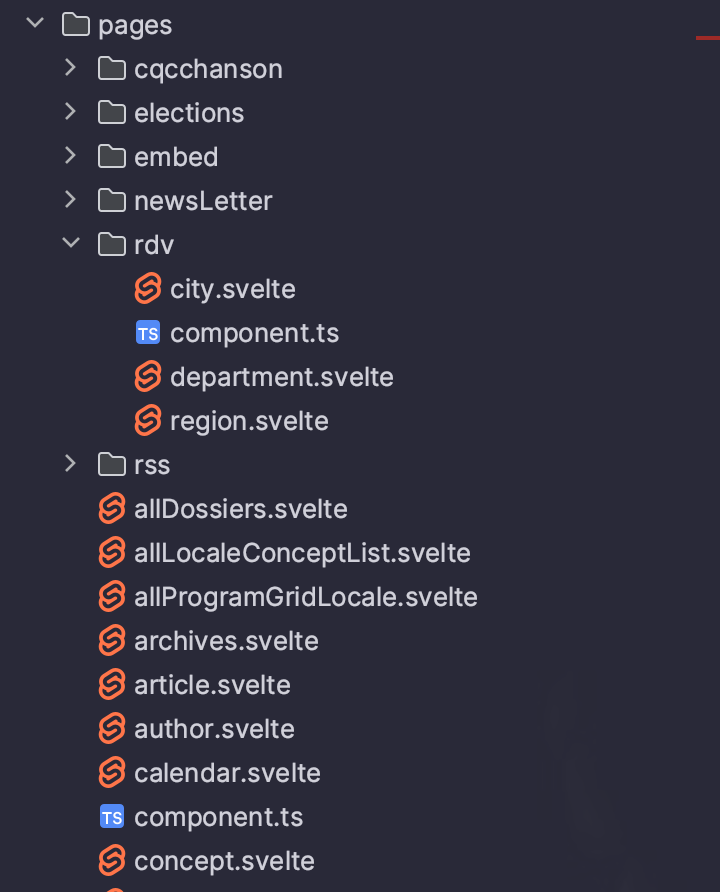 pages
cqcchanson
elections
embed
newsLetter
rdv
city.svelte
TS component.ts
department.svelte
region.svelte
rss
allDossiers.svelte
allLocaleConceptList.svelte
allProgramGridLocale.svelte
archives.svelte
article.svelte
author.svelte
calendar.svelte
TS component.ts
concept.svelte